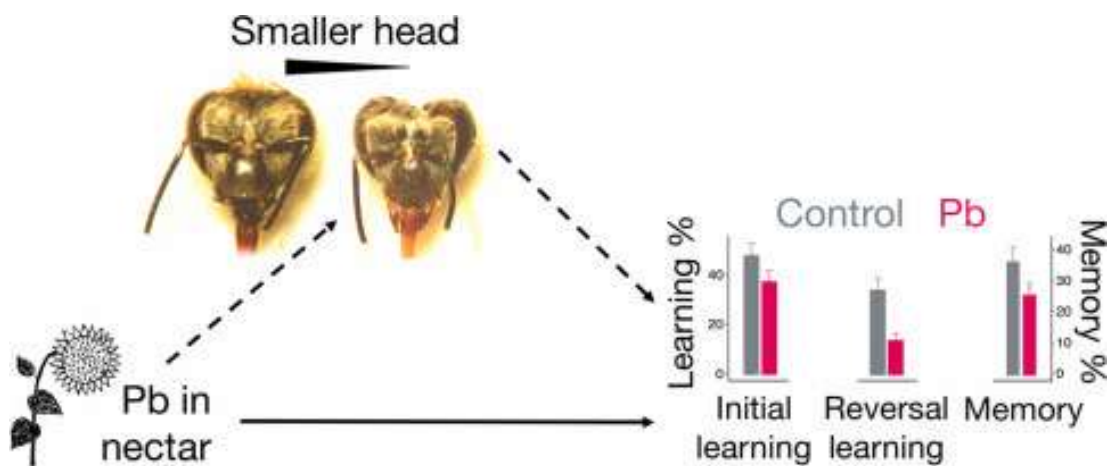 Smaller head
Control Pb
Learning %
40
20
0
40
30
20
10
0
Memory %
Initial
learning
Reversal
learning
Memory
Pb in
nectar